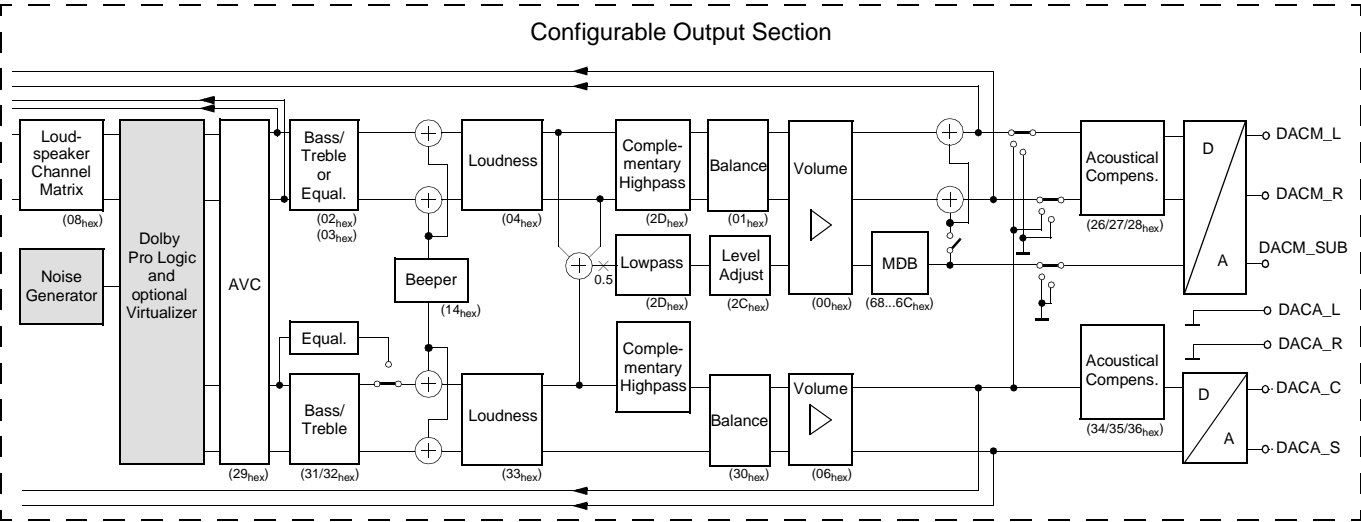 Configurable Output Section
Loud-
speaker
Channel
Matrix
(08hex)
Noise
Generator
Dolby
Pro Logic
and
optional
Virtualizer
AVC
(29hex)
Bass/
Treble
or
Equal.
(02hex)
(03hex)
Beeper
(14hex)
Equal.
Bass/
Treble
(31/32hex)
Loudness
(04hex)
Loudness
(33hex)
0.5
Comple-
mentary
Highpass
(2Dhex)
Lowpass
(2Dhex)
Comple-
mentary
Highpass
Balance
(01hex)
Level
Adjust
(2Chex)
Balance
(30hex)
Volume
(00hex)
Volume
(06hex)
MDB
(68...6Chex)
Acoustical
Compens.
(26/27/28hex)
Acoustical
Compens.
(34/35/36hex)
D
A
D
A
DACM_L
DACM_R
DACM_SUB
DACA_L
DACA_R
DACA_C
DACA_S